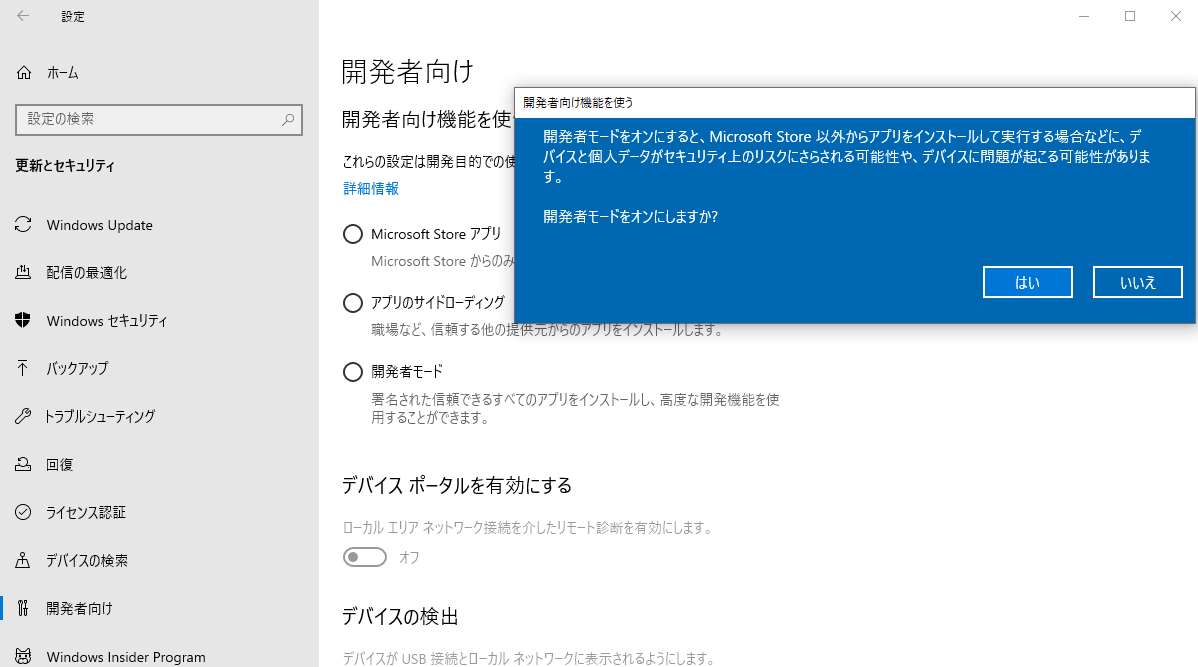 設定
ホーム
設定の検索
更新とセキュリティ
Windows Update
配信の最適化
Windows セキュリティ
バックアップ
トラブルシューティング
回復
ライセンス認証
デバイスの検索
開発者向け
Windows Insider Program
開発者向け
開発者向け機能を使
これらの設定は開発目的での使
詳細情報
Microsoft Store アプリ
Microsoft Store からのみ
アプリのサイドローディング
職場など、信頼する他の提供元からのアプリをインストールします。
開発者モード
署名された信頼できるすべてのアプリをインストールし、高度な開発機能を使
用することができます。
デバイス ポータルを有効にする
ローカル エリア ネットワーク接続を介したリモート診断を有効にします。
オフ
デバイスの検出
デバイスが USB 接続とローカル ネットワークに表示されるようにします。
開発者向け機能を使う
開発者モードをオンにすると、Microsoft Store 以外からアプリをインストールして実行する場合などに、デ
バイスと個人データがセキュリティ上のリスクにさらされる可能性や、デバイスに問題が起こる可能性がありま
す。
開発者モードをオンにしますか?
はい
いいえ